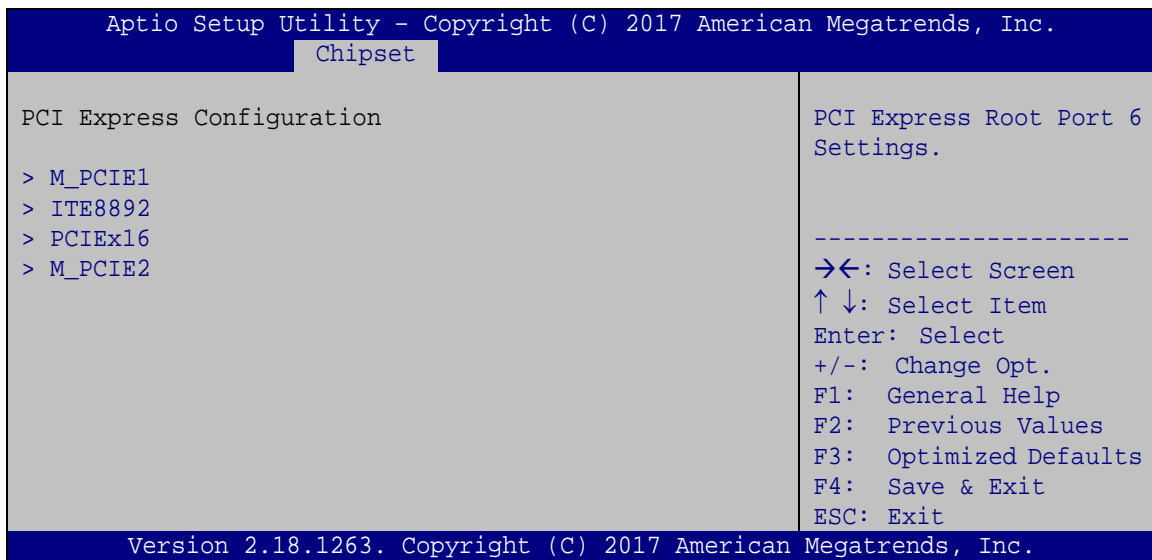 Aptio Setup Utility – Copyright (C) 2017 American Megatrends, Inc.
Chipset
PCI Express Configuration
> M_PCIE1
> ITE8892
> PCIEx16
> M_PCIE2
PCI Express Root Port 6
Settings.
----------------------
→←: Select Screen
↑ ↓: Select Item
Enter: Select
+/-: Change Opt.
F1: General Help
F2: Previous Values
F3: Optimized Defaults
F4: Save & Exit
ESC: Exit
Version 2.18.1263. Copyright (C) 2017 American Megatrends, Inc.